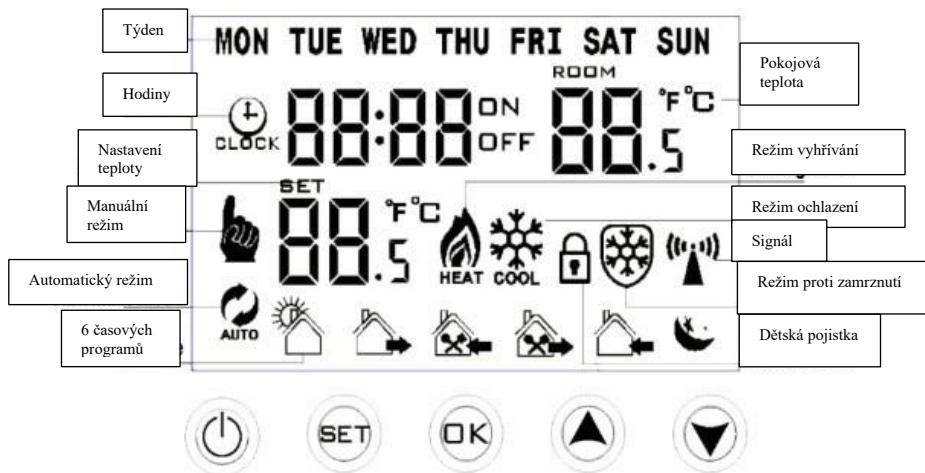 Týden
MON TUE WED THU FRI SAT SUN
Hodiny
CLOCK
88:88
ON
OFF
ROOM
88.5
°F°C
Pokojová
teplota
Nastavení
teploty
SET
88.5
°F°C
Manuální
režim
HEAT
COOL
Režim vyhřívání
Režim ochlazení
Signál
Režim proti zamrznutí
Dětská pojistka
Automatický režim
AUTO
6 časových
programů
SET
OK